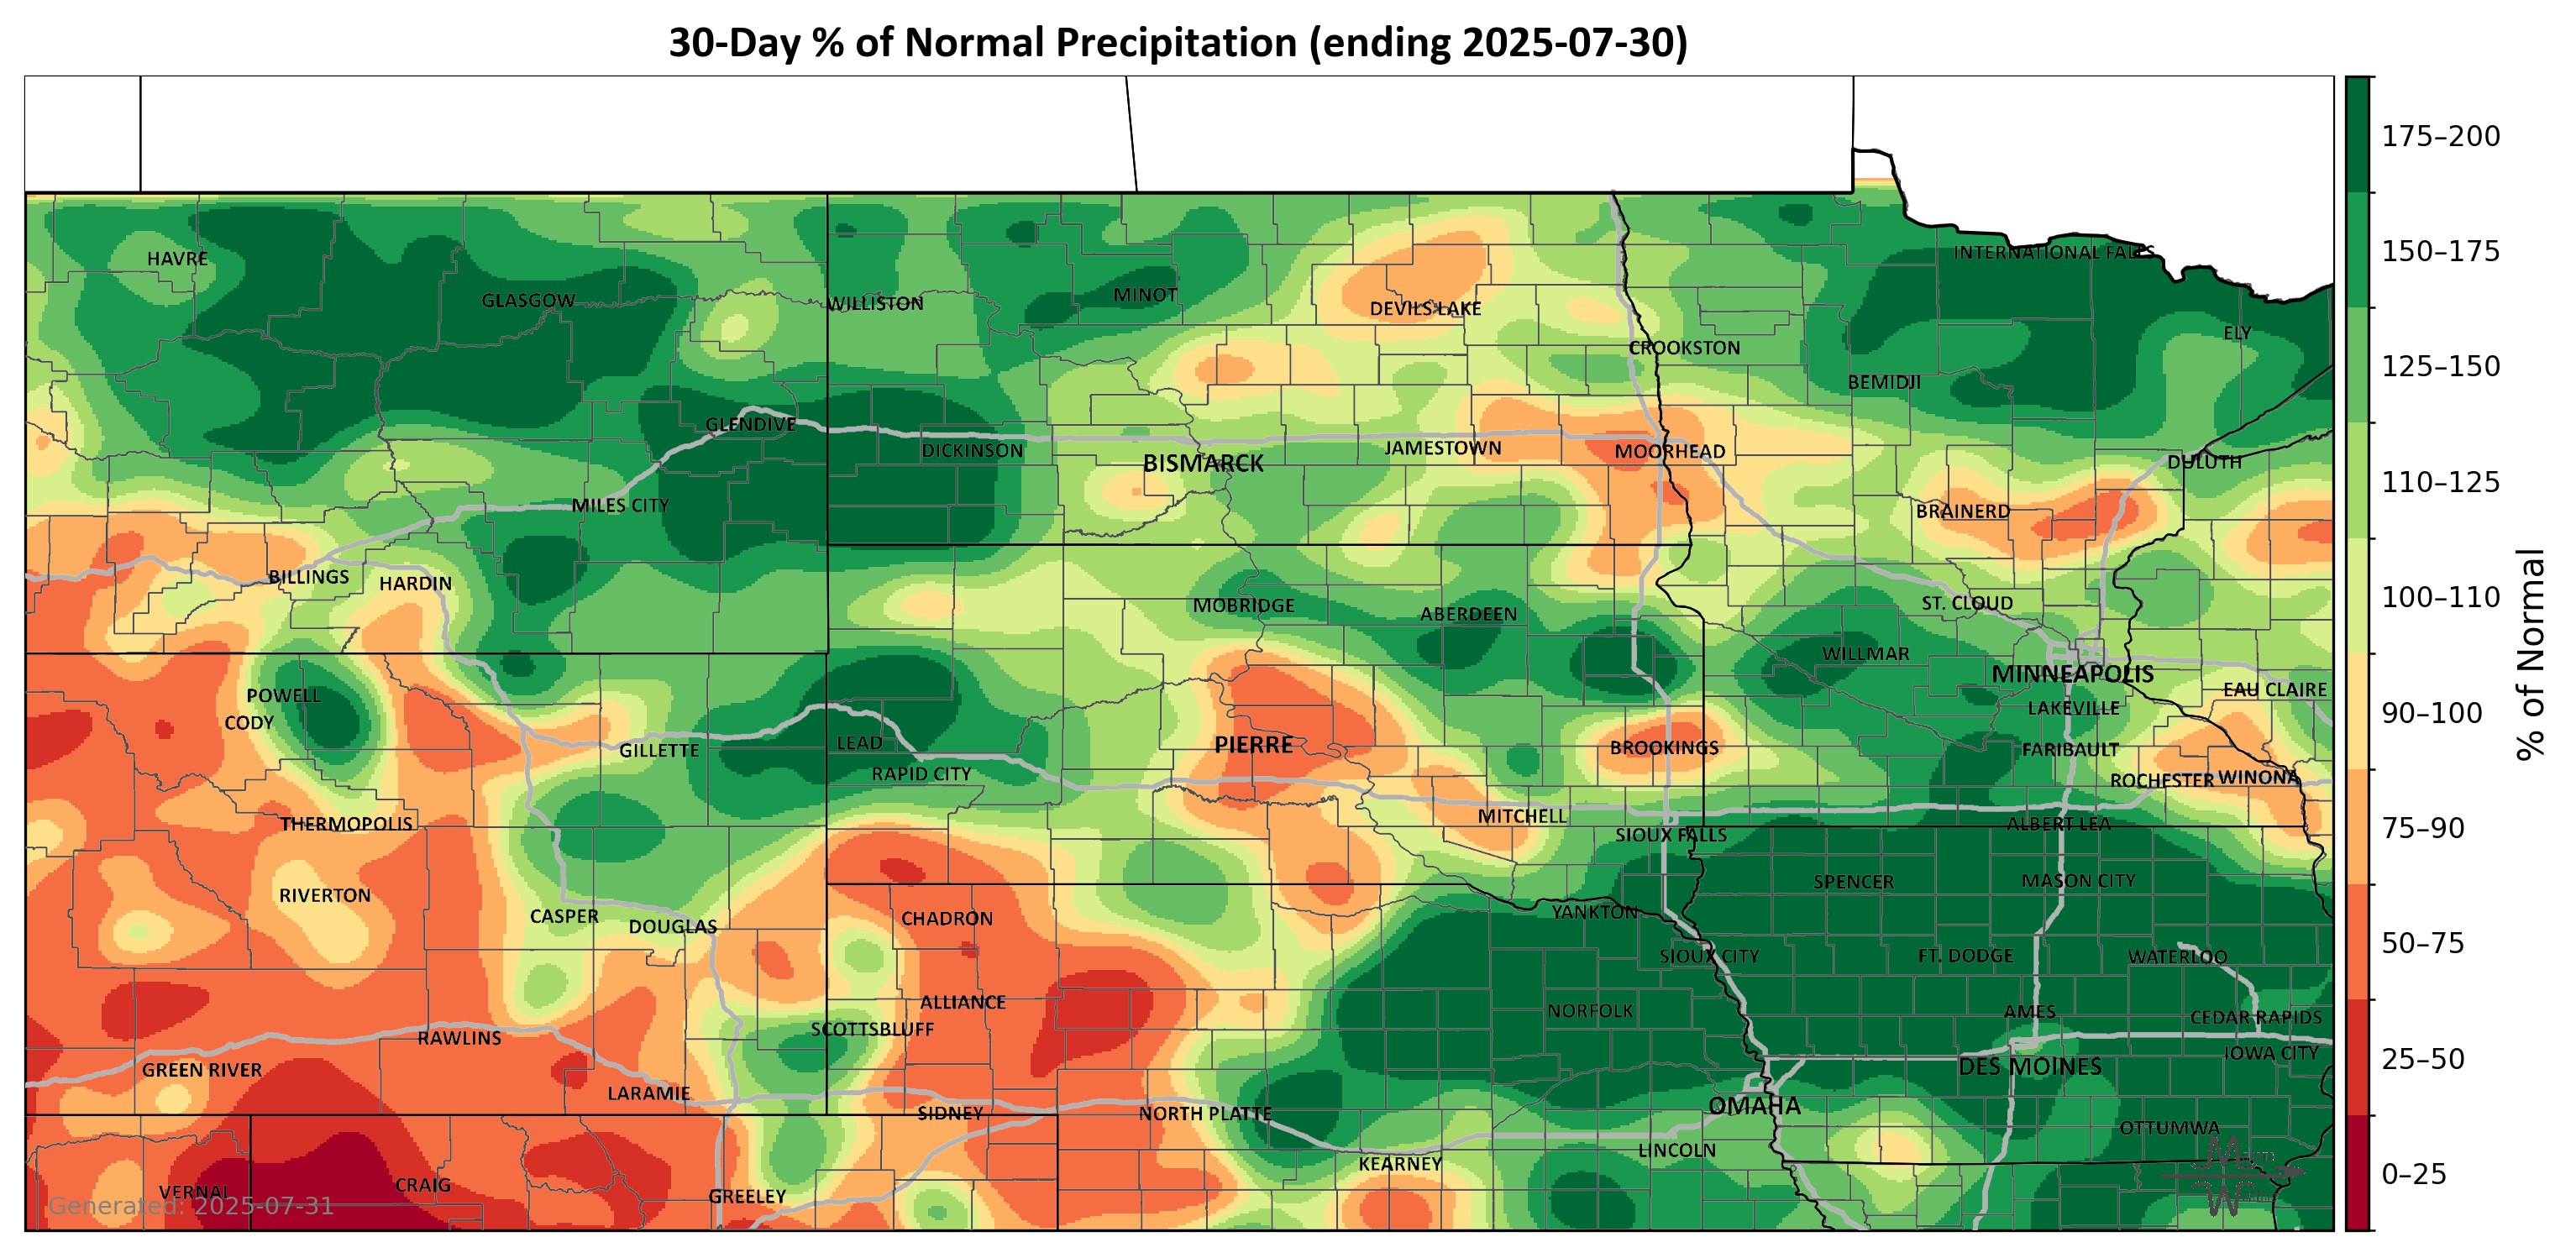 30-Day % of Normal Precipitation (ending 2025-07-30)
175–200
INTERNATIONAL FALLS
150–175
HAVRE
GLASGOW
WILLISTON
MINOT
DEVILS LAKE
ELY
CROOKSTON
125–150
BEMIDJI
GLENDIVE
DICKINSON
BISMARCK
JAMESTOWN
MOORHEAD
DULUTH
110–125
MILES CITY
BRAINERD
BILLINGS
HARDIN
MOBRIDGE
ABERDEEN
ST. CLOUD
100–110
WILLMAR
MINNEAPOLIS
% of Normal
POWELL
CODY
EAU CLAIRE
LAKEVILLE
90–100
GILLETTE
LEAD
RAPID CITY
PIERRE
BROOKINGS
FARIBAULT
ROCHESTER
WINONA
THERMOPOLIS
MITCHELL
SIOUX FALLS
ALBERT LEA
75–90
RIVERTON
CASPER
DOUGLAS
CHADRON
YANKTON
SPENCER
MASON CITY
SIOUX CITY
FT. DODGE
WATERLOO
50–75
ALLIANCE
SCOTTSBLUFF
NORFOLK
AMES
CEDAR RAPIDS
RAWLINS
GREEN RIVER
LARAMIE
DES MOINES
IOWA CITY
25–50
SIDNEY
NORTH PLATTE
OMAHA
OTTUMWA
KEARNEY
LINCOLN
VERNAL
CRAIG
GREELEY
0–25
Generated: 2025-07-31